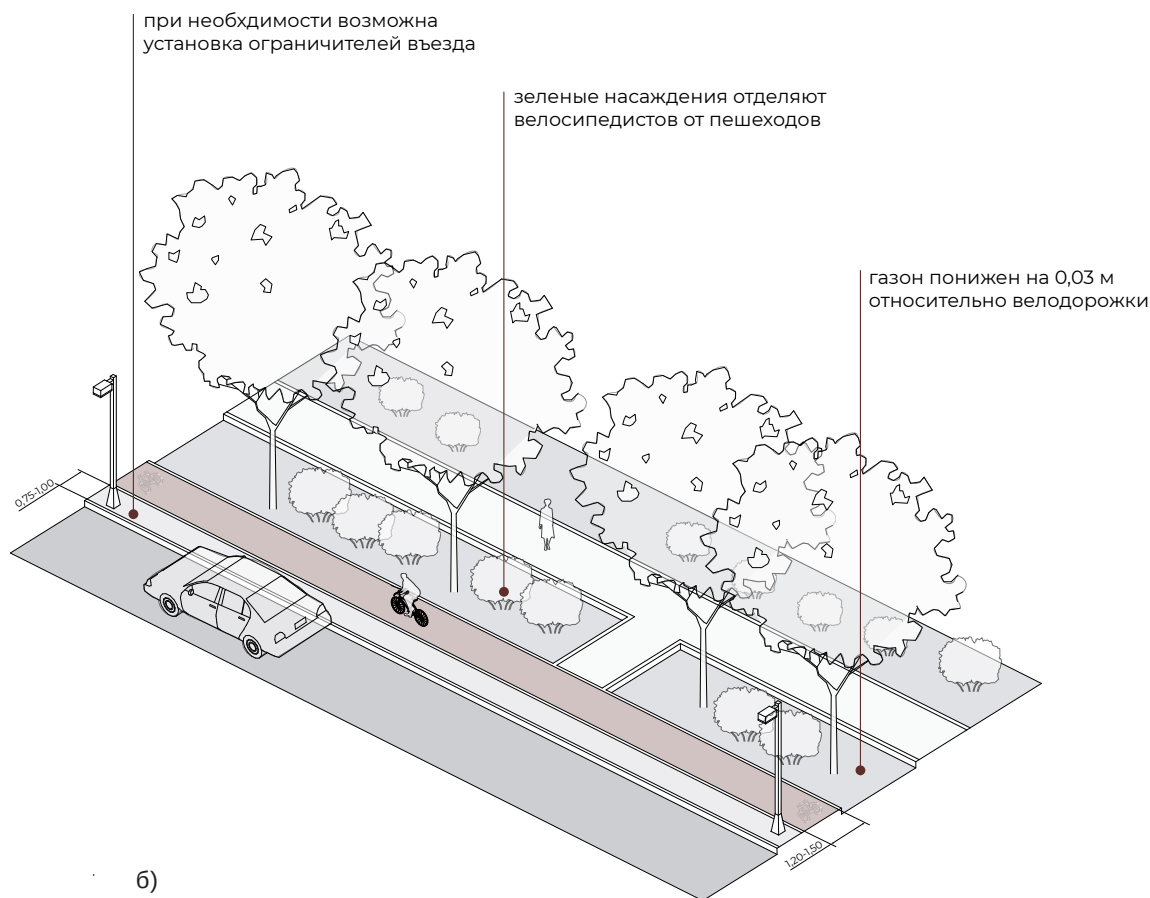 при необхдимости возможна
установка ограничителей въезда
зеленые насаждения отделяют
велосипедистов от пешеходов
газон понижен на 0,03 м
относительно велодорожки
0,75-1,00
1,20-1,50
б)